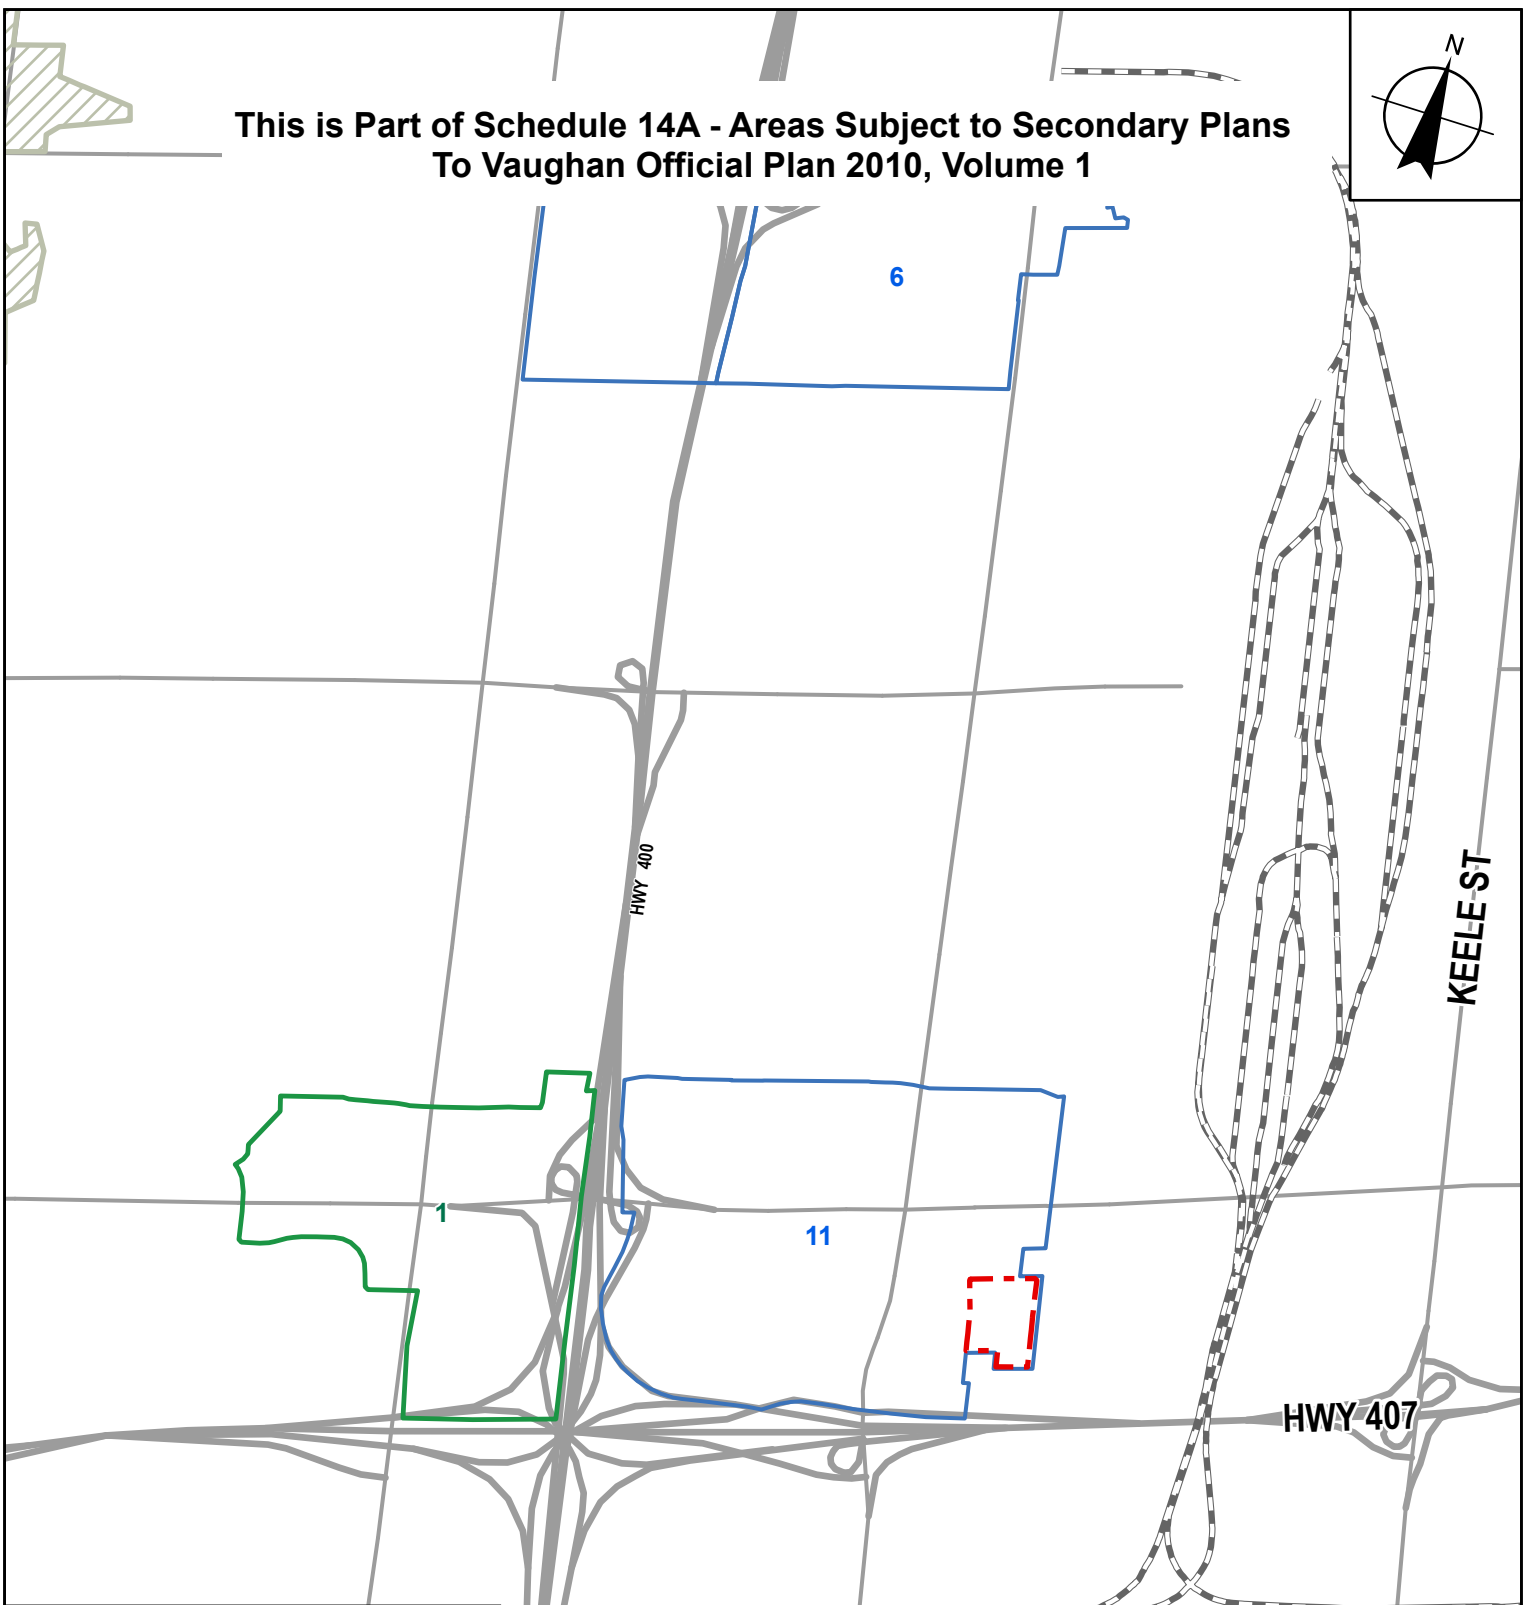 N
This is Part of Schedule 14A - Areas Subject to Secondary Plans
To Vaughan Official Plan 2010, Volume 1
6
HWY 400
KEELE ST
1
11
HWY 407